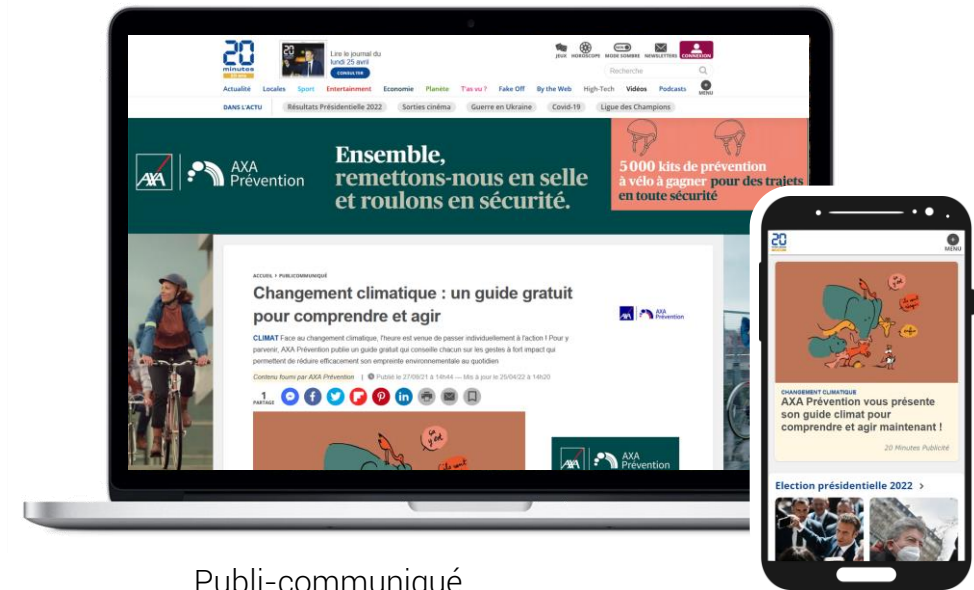 20
minutes
20 ans
Lire le journal du
lundi 25 avril
CONSULTER
JEUX HOROSCOPE MODE SOMBRE NEWSLETTERS CONNEXION
Recherche
Actualité Locales Sport Entertainment Economie Planète T'as vu ? Fake Off By the Web High-Tech Vidéos Podcasts MENU
DANS L'ACTU Résultats Présidentielle 2022 Sorties cinéma Guerre en Ukraine Covid-19 Ligue des Champions
AXA
AXA
Prévention
Ensemble,
remettons-nous en selle
et roulons en sécurité.
5 000 kits de prévention
à vélo à gagner pour des trajets
en toute sécurité
ACCUEIL > PUBLICOMMUNIQUÉ
Changement climatique : un guide gratuit
pour comprendre et agir
AXA
AXA
Prévention
CLIMAT Face au changement climatique, l'heure est venue de passer individuellement à l'action ! Pour y
parvenir, AXA Prévention publie un guide gratuit qui conseille chacun sur les gestes à fort impact qui
permettent de réduire efficacement son empreinte environnementale au quotidien
Contenu fourni par AXA Prévention | Publié le 27/09/21 à 14h44 — Mis à jour le 25/04/22 à 14h20
1
PARTAGE
ça
y est
AXA
AXA
Prévention
20
MENU
ça
y est
CHANGEMENT CLIMATIQUE
AXA Prévention vous présente
son guide climat pour
comprendre et agir maintenant !
20 Minutes Publicité
Election présidentielle 2022 >
Publi-communiqué